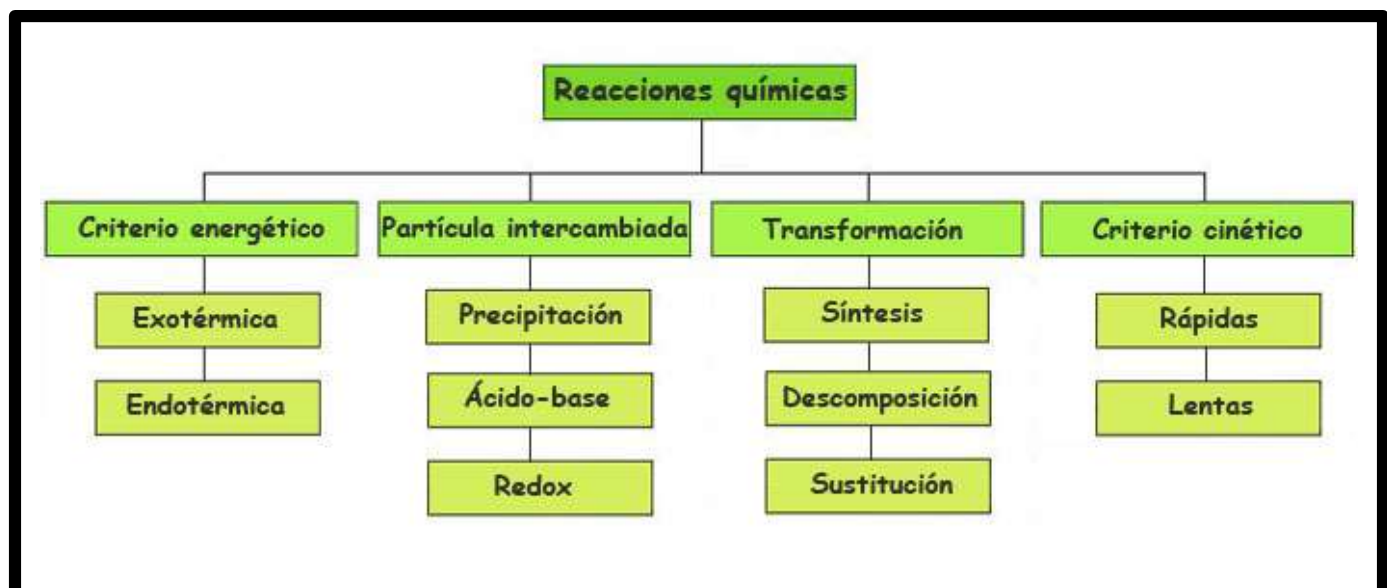 Reacciones químicas
Criterio energético
Exotérmica
Endotérmica
Partícula intercambiada
Precipitación
Ácido-base
Redox
Transformación
Síntesis
Descomposición
Sustitución
Criterio cinético
Rápidas
Lentas